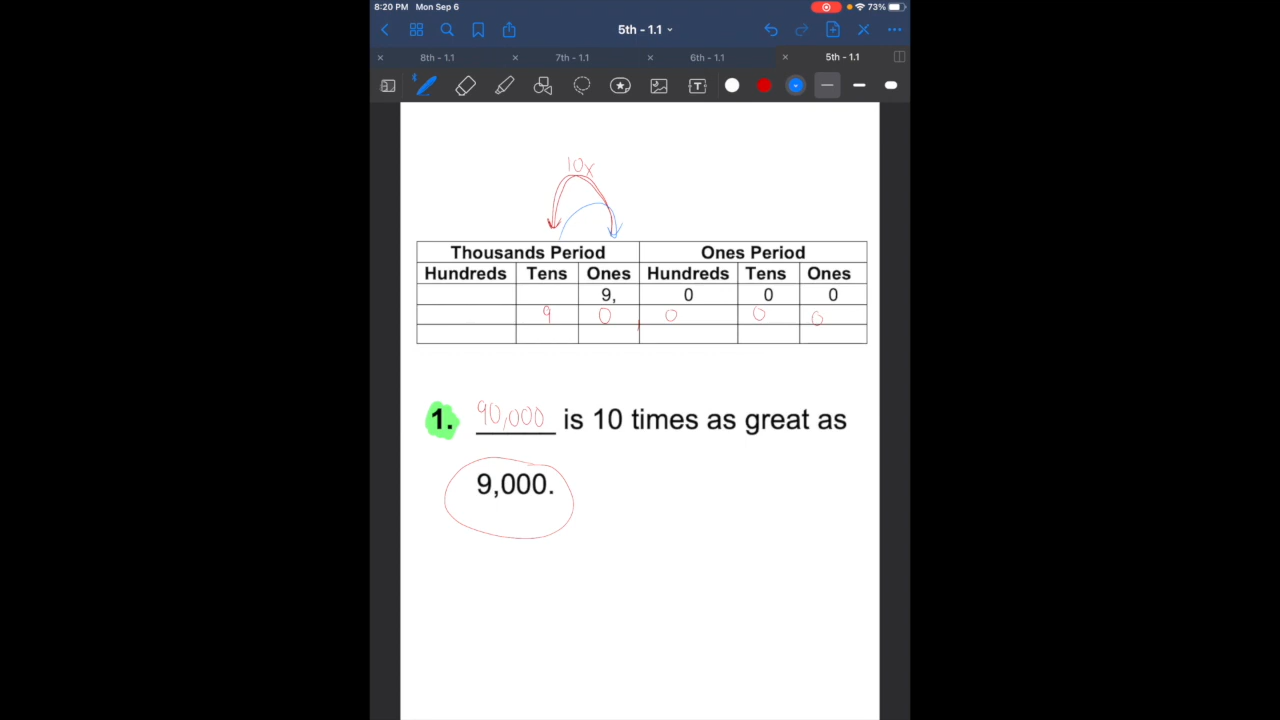 8:20 PM Mon Sep 6
73%
5th - 1.1
8th - 1.1
7th - 1.1
6th - 1.1
5th - 1.1
T
10x
Thousands Period Ones Period
Hundreds Tens Ones Hundreds Tens Ones
9, 0 0 0
9 0 , 0 0 0
1. 90,000 is 10 times as great as
9,000.